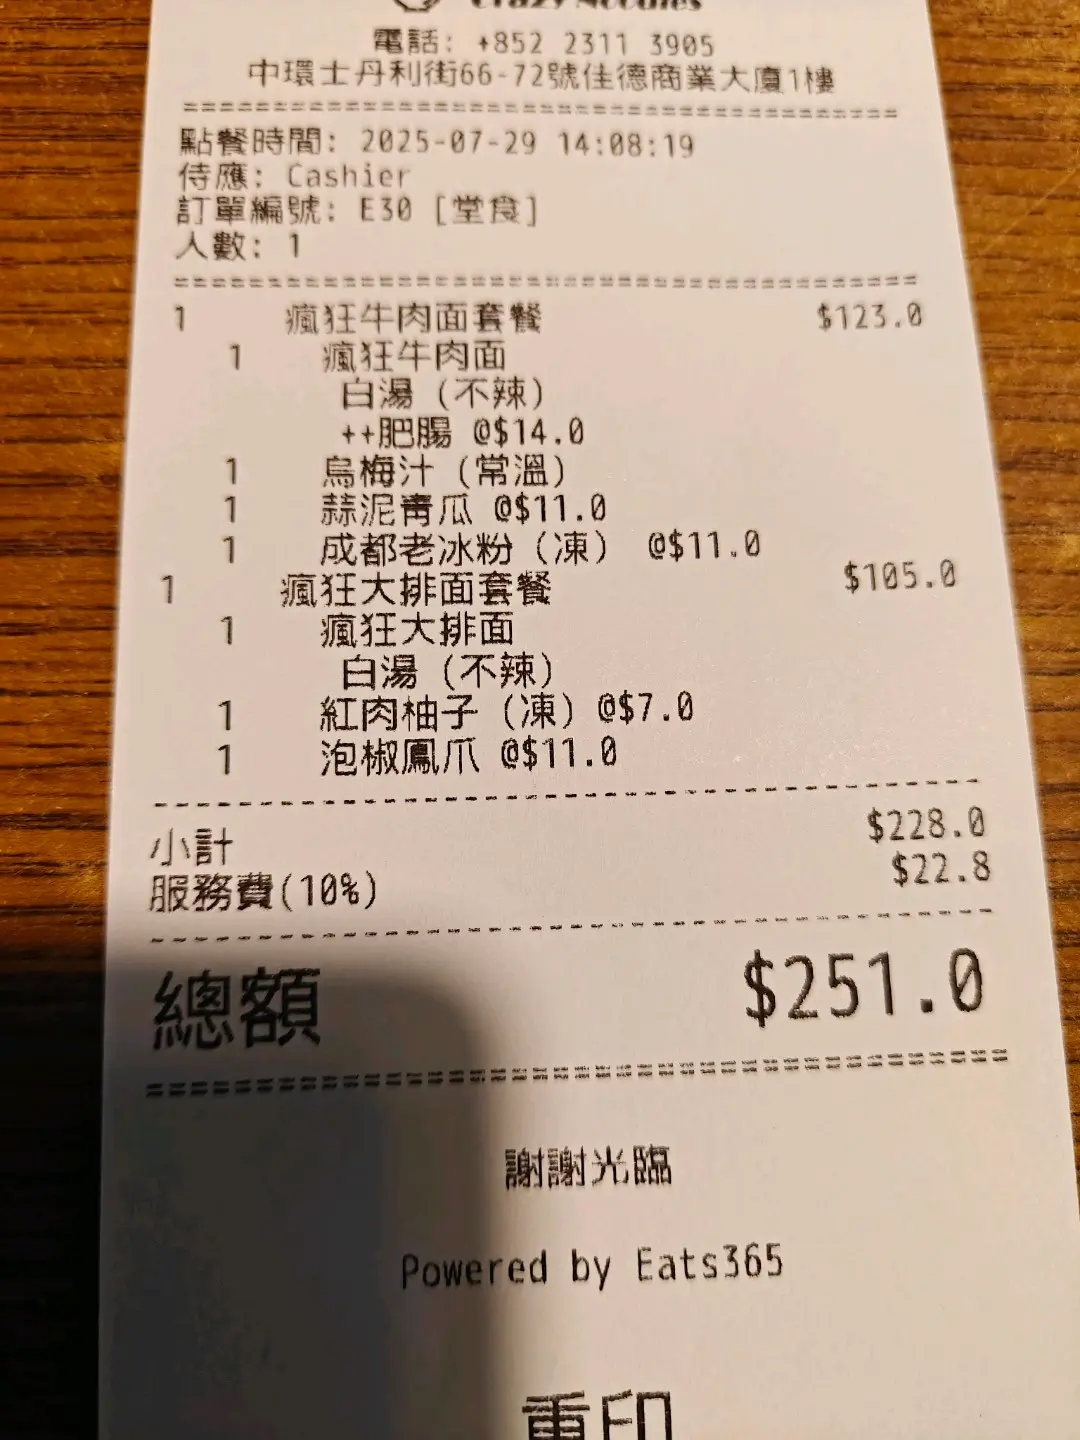 Crazy Noodles
電話: +852 2311 3905
中環士丹利街66-72號佳德商業大廈1樓
點餐時間: 2025-07-29 14:08:19
侍應: Cashier
訂單編號: E30 [堂食]
人數: 1
1 瘋狂牛肉面套餐 $123.0
1 瘋狂牛肉面
白湯 (不辣)
++肥腸 @$14.0
1 烏梅汁 (常溫)
1 蒜泥青瓜 @$11.0
1 成都老冰粉 (凍) @$11.0
1 瘋狂大排面套餐 $105.0
1 瘋狂大排面
白湯 (不辣)
1 紅肉柚子 (凍) @$7.0
1 泡椒鳳爪 @$11.0
小計 $228.0
服務費(10%) $22.8
總額 $251.0
謝謝光臨
Powered by Eats365
重印